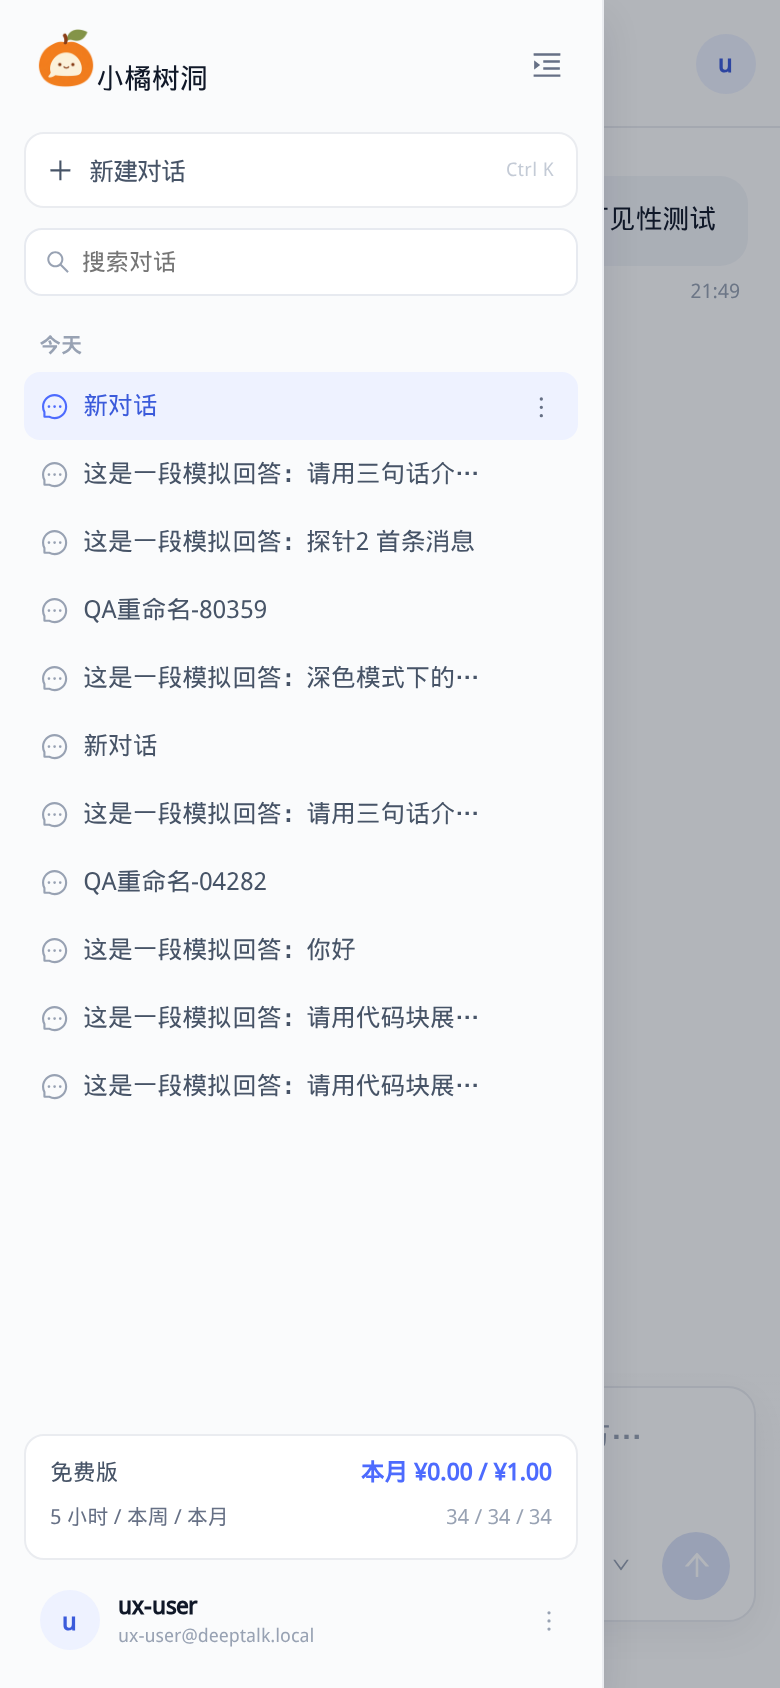 小橘树洞
u
新建对话
Ctrl K
搜索对话
见性测试
21:49
今天
新对话
这是一段模拟回答：请用三句话介…
这是一段模拟回答：探针2 首条消息
QA重命名-80359
这是一段模拟回答：深色模式下的…
新对话
这是一段模拟回答：请用三句话介…
QA重命名-04282
这是一段模拟回答：你好
这是一段模拟回答：请用代码块展…
这是一段模拟回答：请用代码块展…
免费版
本月 ¥0.00 / ¥1.00
5 小时 / 本周 / 本月
34 / 34 / 34
u
ux-user
ux-user@deeptalk.local